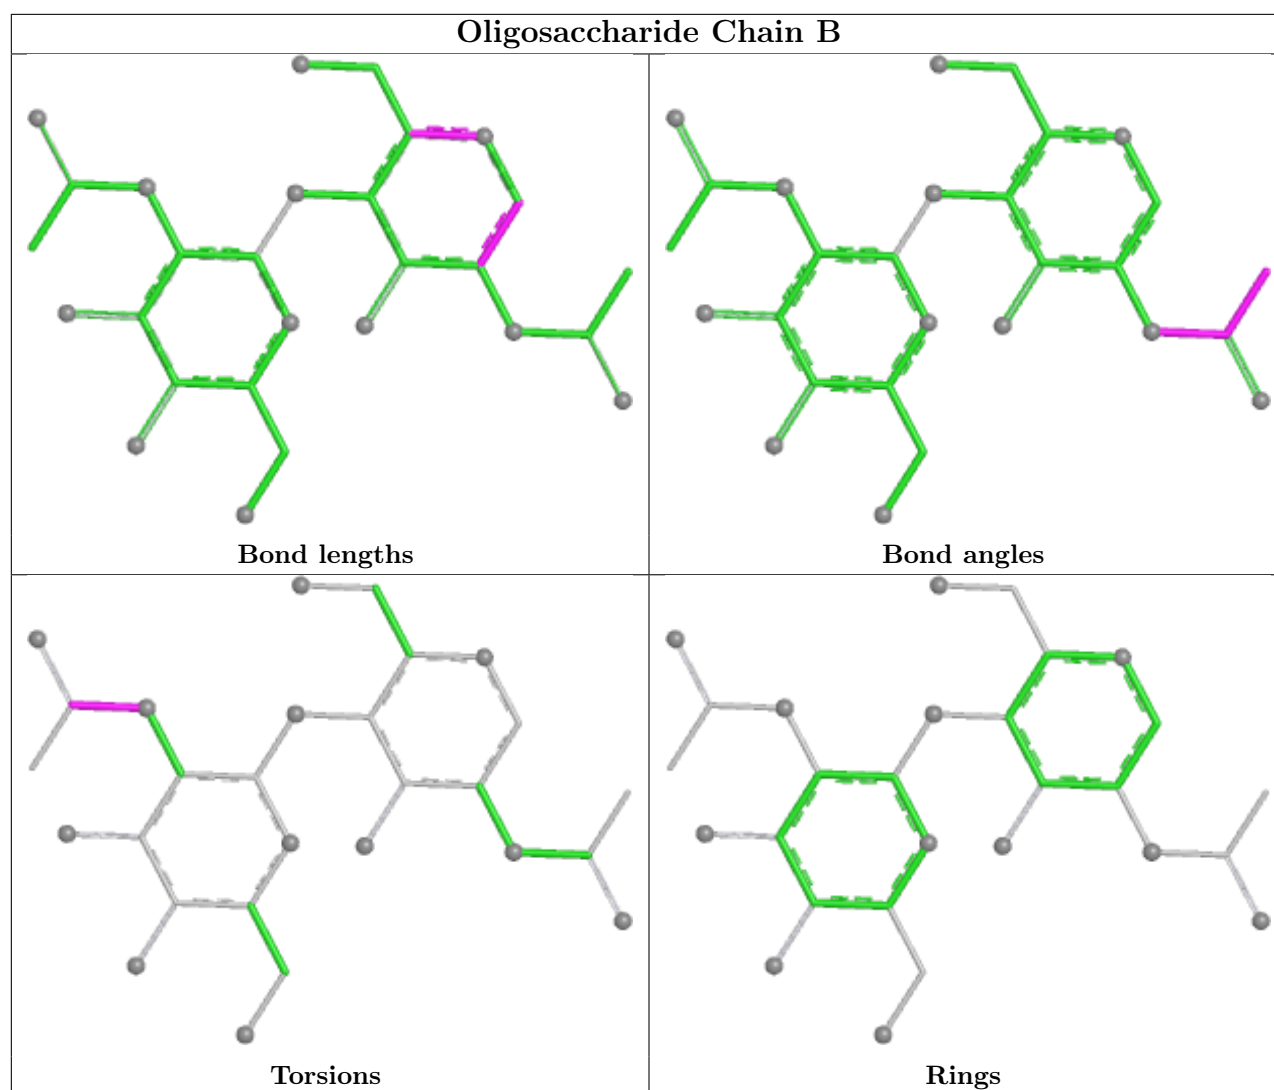 Oligosaccharide Chain B
Bond lengths
Bond angles
Torsions
Rings